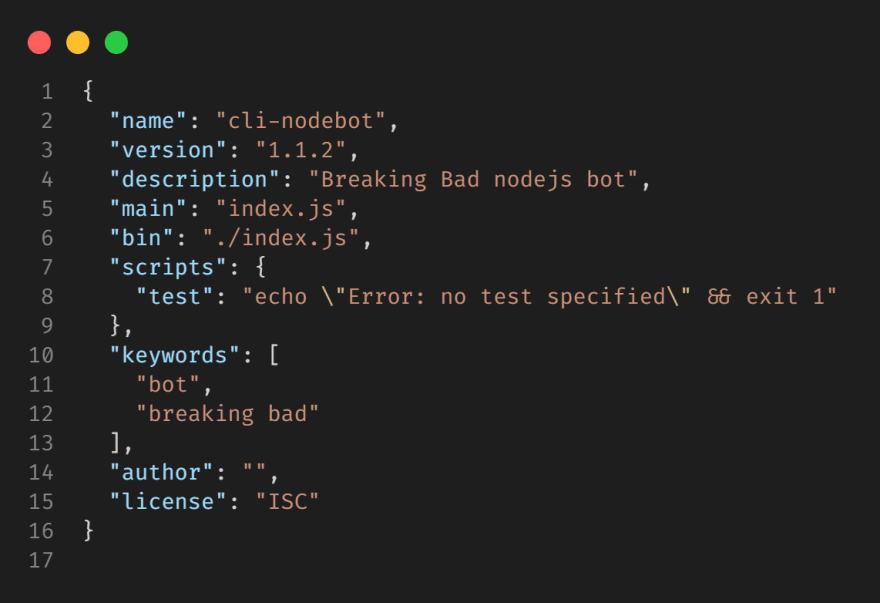 1 {
2   "name": "cli-nodebot",
3   "version": "1.1.2",
4   "description": "Breaking Bad nodejs bot",
5   "main": "index.js",
6   "bin": "./index.js",
7   "scripts": {
8     "test": "echo \"Error: no test specified\" && exit 1"
9   },
10   "keywords": [
11     "bot",
12     "breaking bad"
13   ],
14   "author": "",
15   "license": "ISC"
16 }
17